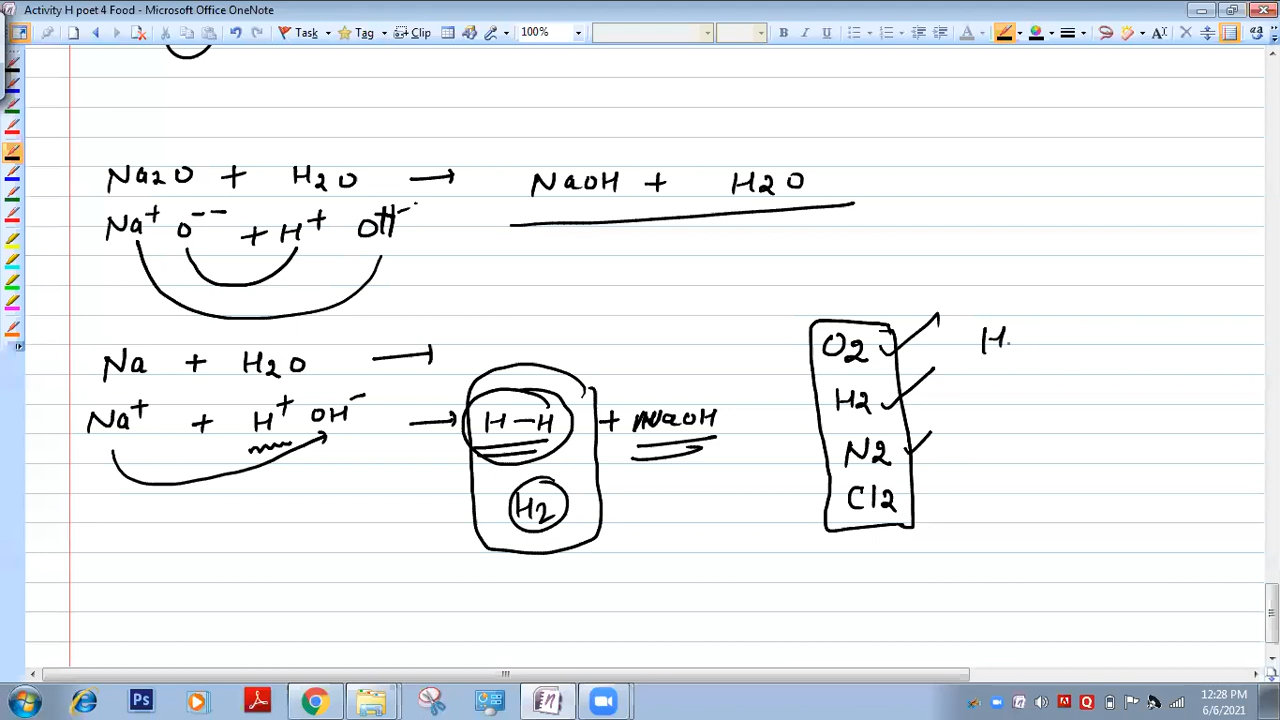 Activity H poet 4 Food - Microsoft Office OneNote
Task
Tag
Clip
100%
B I U
Na2O + H2O → NaOH + H2O
Na+ O-- + H+ OH-
Na + H2O →
Na+ + H+ OH- → H-H + NaOH
H2
O2
H2
N2
Cl2
H
Ps
12:28 PM
6/6/2021